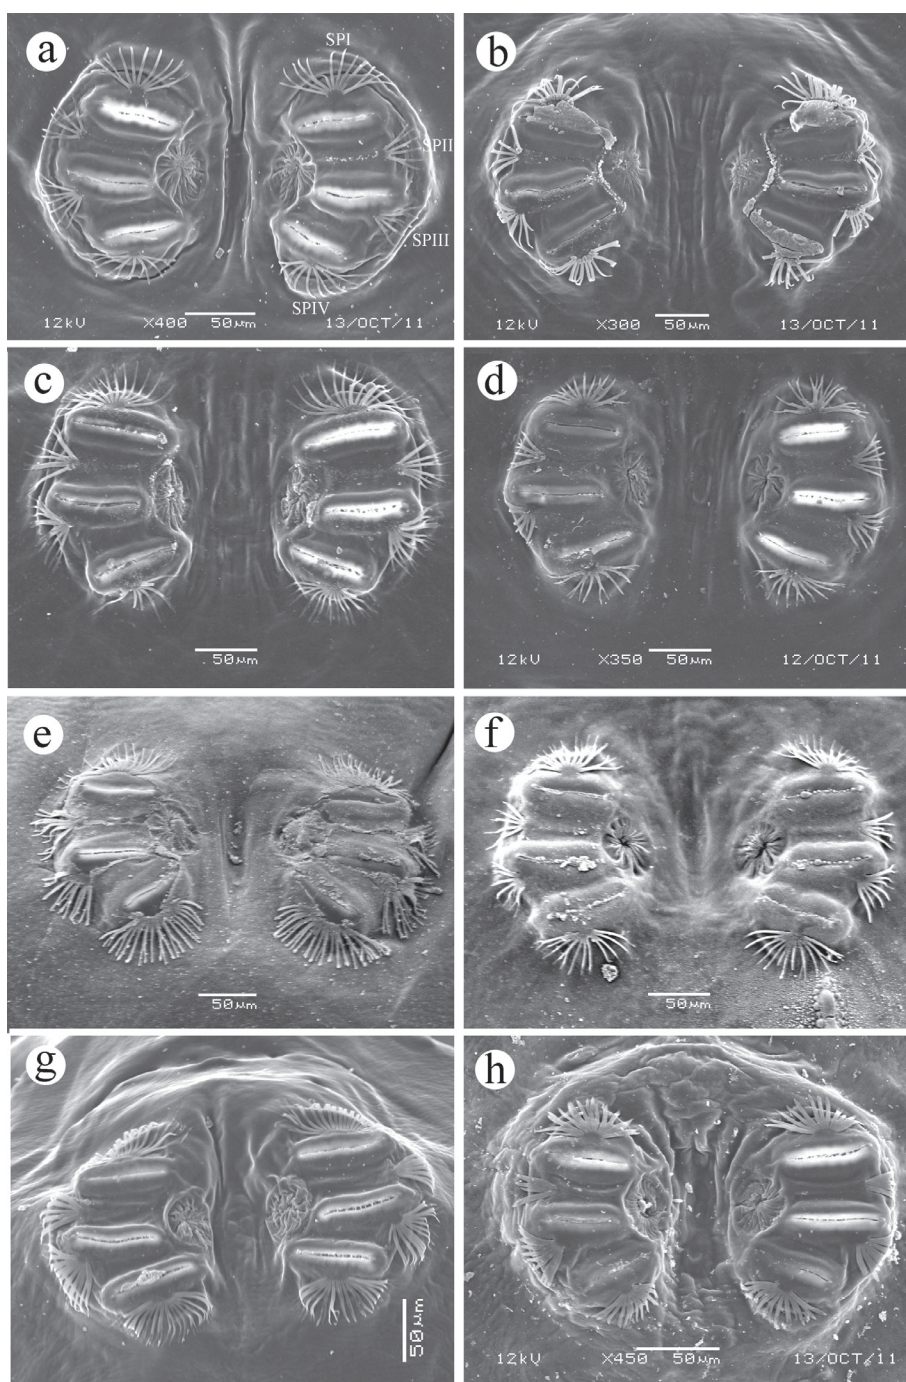 a
SPI
SPII
SPIII
SPIV
12kV X400 50µm 13/OCT/11
b
12kV X300 50µm 13/OCT/11
c
50µm
d
12kV X350 50µm 12/OCT/11
e
50µm
f
50µm
g
50µm
h
12kV X450 50µm 13/OCT/11